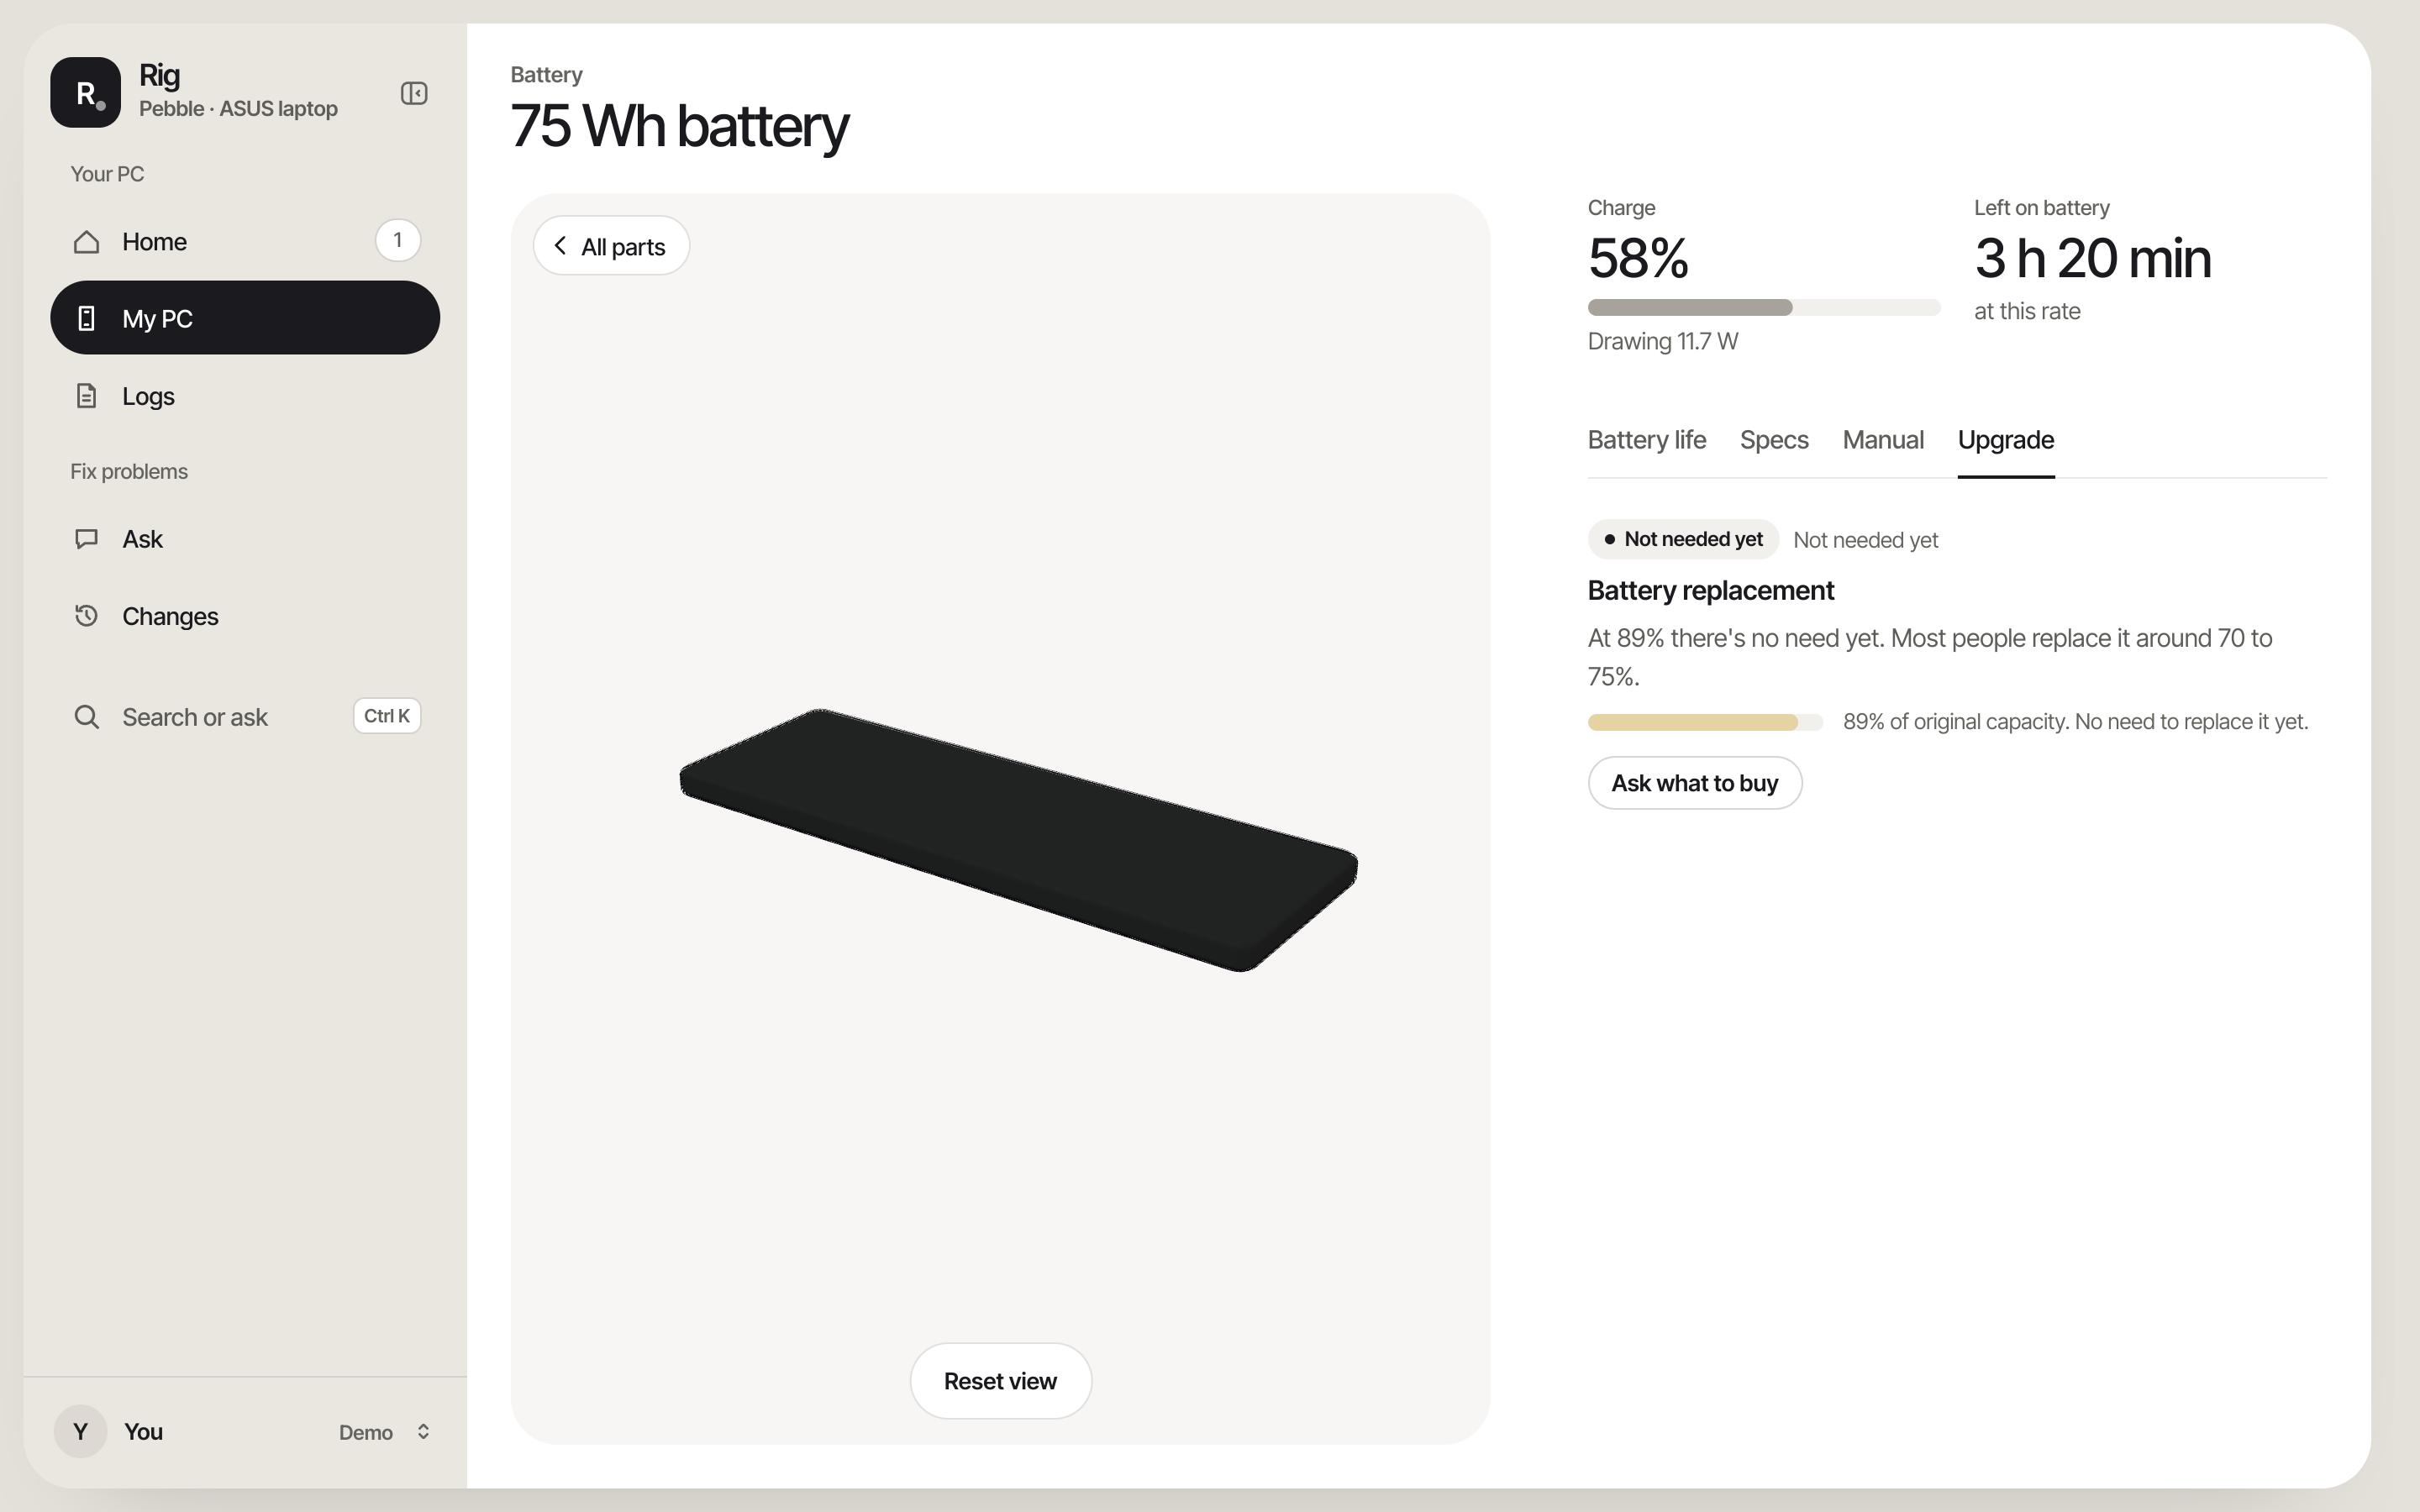 R.
Rig
Pebble · ASUS laptop
Your PC
Home
1
My PC
Logs
Fix problems
Ask
Changes
Search or ask
Ctrl K
Y
You
Demo
Battery
75 Wh battery
All parts
Reset view
Charge
58%
Drawing 11.7 W
Left on battery
3 h 20 min
at this rate
Battery life
Specs
Manual
Upgrade
Not needed yet
Not needed yet
Battery replacement
At 89% there's no need yet. Most people replace it around 70 to
75%.
89% of original capacity. No need to replace it yet.
Ask what to buy